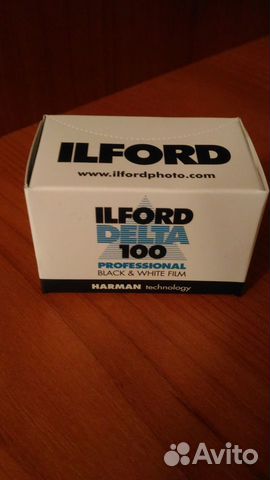 ILFORD
www.ilfordphoto.com
ILFORD
DELTA
100
PROFESSIONAL
BLACK & WHITE FILM
HARMAN technology
Avito